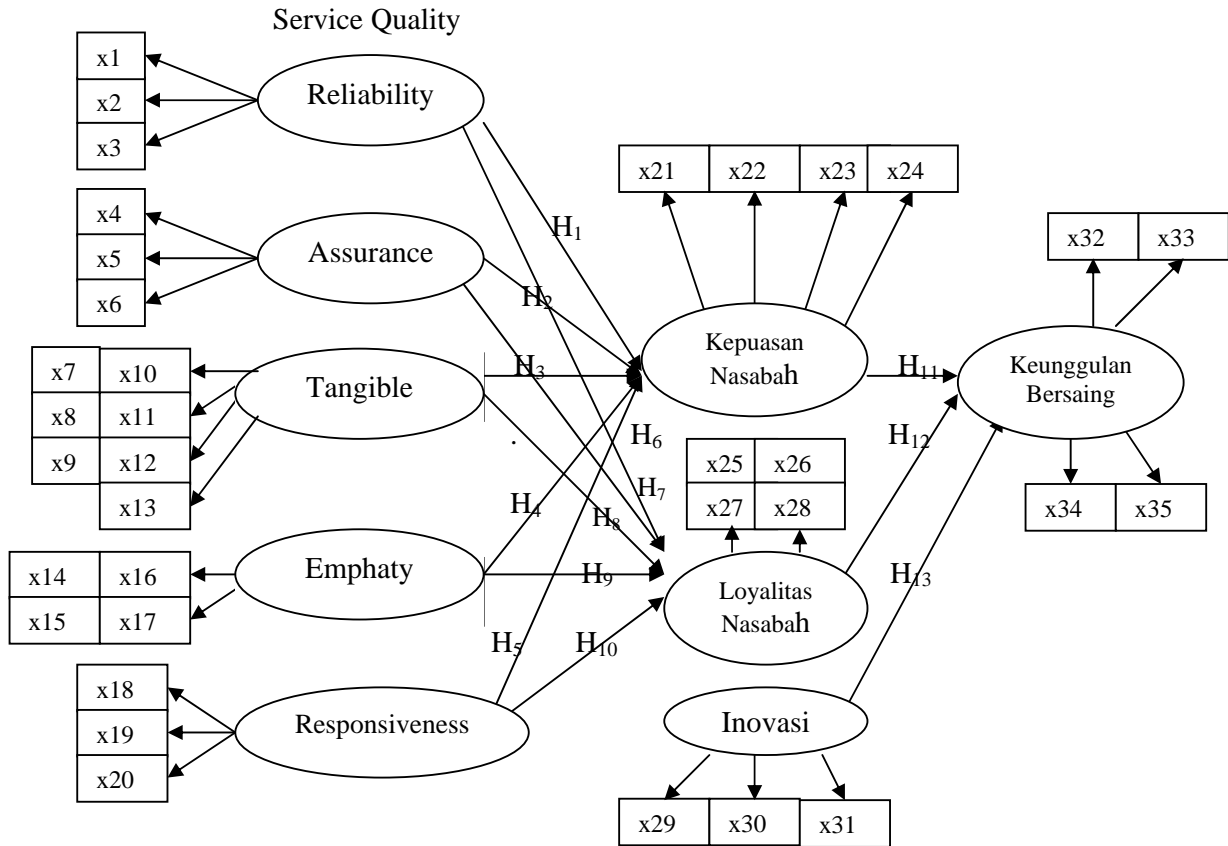 Service Quality
x1
x2
x3
Reliability
x4
x5
x6
Assurance
x7 x10
x8 x11
x9 x12
x13
Tangible
x14 x16
x15 x17
Emphaty
x18
x19
x20
Responsiveness
H1
H2
H3
H4
H5
H6
H7
H8
H9
H10
x21 x22 x23 x24
Kepuasan
Nasabah
x25 x26
x27 x28
Loyalitas
Nasabah
Inovasi
x29 x30 x31
H11
H12
H13
x32 x33
Keunggulan
Bersaing
x34 x35